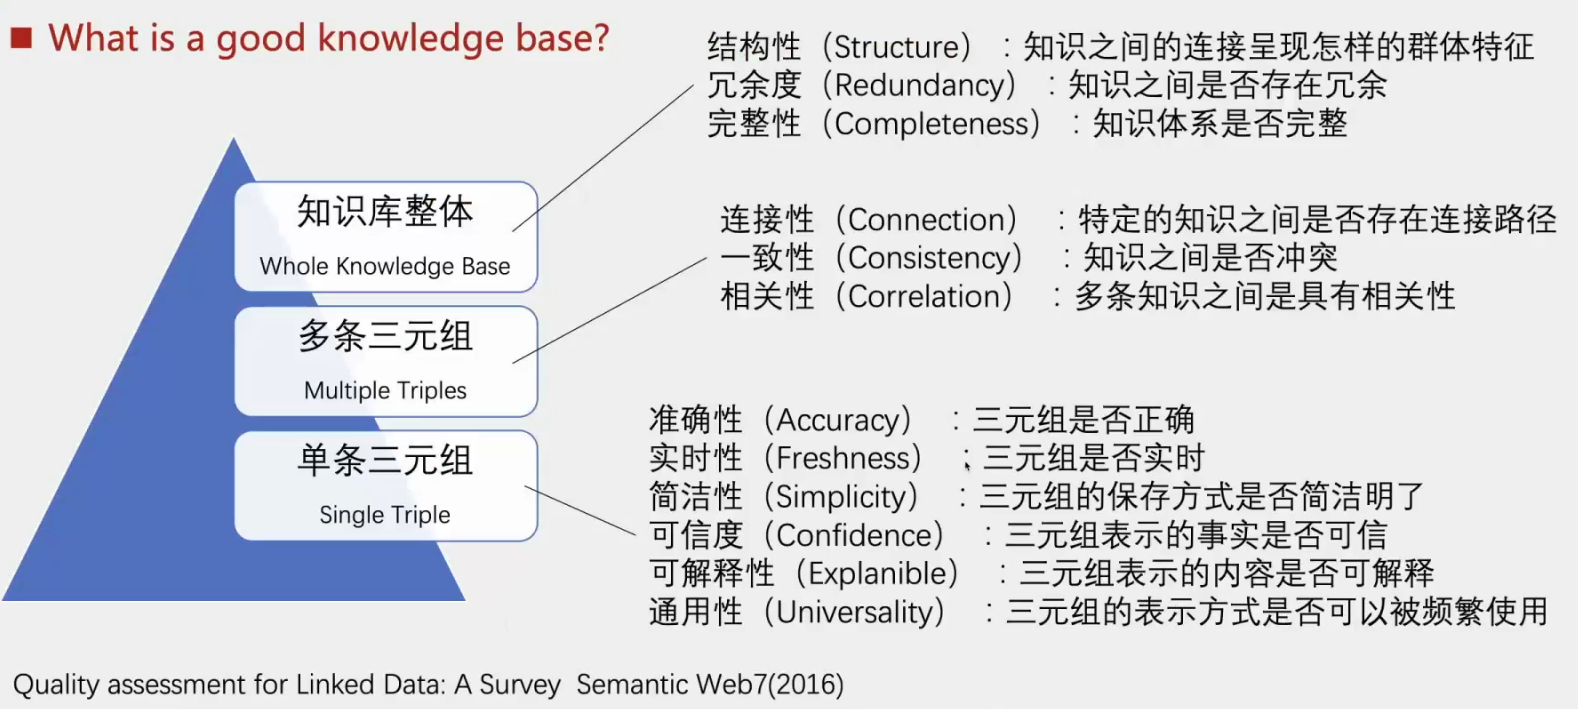 What is a good knowledge base?
结构性（Structure）：知识之间的连接呈现怎样的群体特征
冗余度（Redundancy）：知识之间是否存在冗余
完整性（Completeness）：知识体系是否完整
知识库整体
Whole Knowledge Base
连接性（Connection）：特定的知识之间是否存在连接路径
一致性（Consistency）：知识之间是否冲突
相关性（Correlation）：多条知识之间是具有相关性
多条三元组
Multiple Triples
准确性（Accuracy）：三元组是否正确
实时性（Freshness）：三元组是否实时
简洁性（Simplicity）：三元组的保存方式是否简洁明了
可信度（Confidence）：三元组表示的事实是否可信
可解释性（Explanible）：三元组表示的内容是否可解释
通用性（Universality）：三元组的表示方式是否可以被频繁使用
单条三元组
Single Triple
Quality assessment for Linked Data: A Survey Semantic Web7(2016)